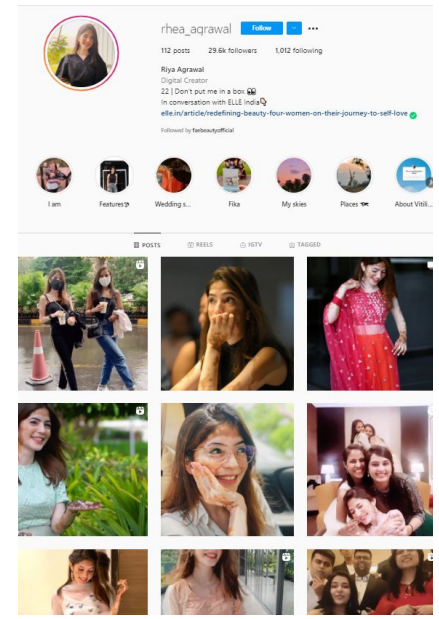 rhea_aqrawal Follow
112 posts 29.6k followers 1,012 following
Riya Agrawal
Digital Creator
22 | Don't put me in a box
In conversation with ELLE India
elle.in/article/redefining-beauty-four-women-on-their-journey-to-self-love
Followed by faebeautyofficial
I am Features Wedding s... Fika My skies Places About Vitili...
POSTS REELS IGTV TAGGED